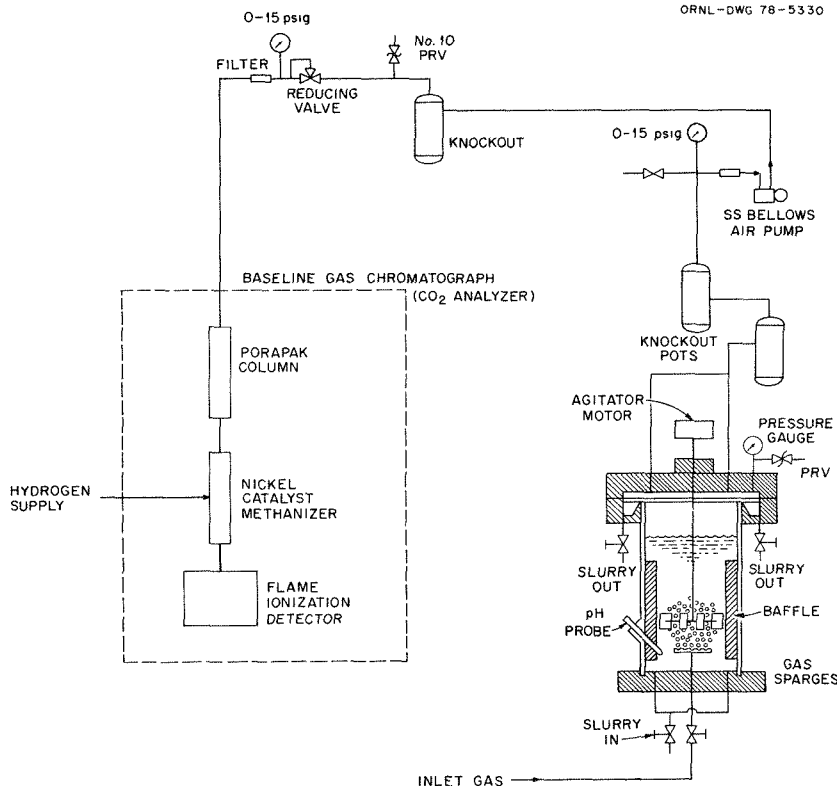 ORNL-DWG 78-5330
0-15 psig
No. 10
PRV
FILTER
REDUCING
VALVE
KNOCKOUT
0-15 psig
SS BELLOWS
AIR PUMP
BASELINE GAS CHROMATOGRAPH
(CO2 ANALYZER)
KNOCKOUT
POTS
PORAPAK
COLUMN
AGITATOR
MOTOR
PRESSURE
GAUGE
PRV
HYDROGEN
SUPPLY
NICKEL
CATALYST
METHANIZER
SLURRY
OUT
SLURRY
OUT
FLAME
IONIZATION
DETECTOR
pH
PROBE
BAFFLE
GAS
SPARGES
SLURRY
IN
INLET GAS